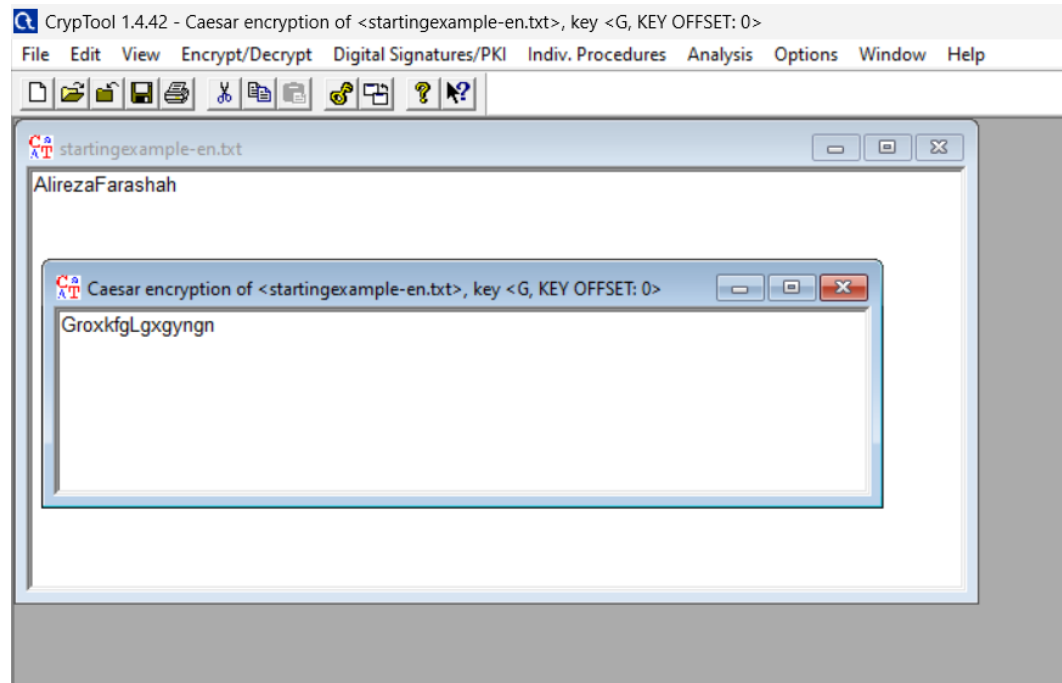 CrypTool 1.4.42 - Caesar encryption of <startingexample-en.txt>, key <G, KEY OFFSET: 0>
File Edit View Encrypt/Decrypt Digital Signatures/PKI Indiv. Procedures Analysis Options Window Help
startingexample-en.txt
AlirezaFarashah
Caesar encryption of <startingexample-en.txt>, key <G, KEY OFFSET: 0>
GroxkfgLgxgyngn